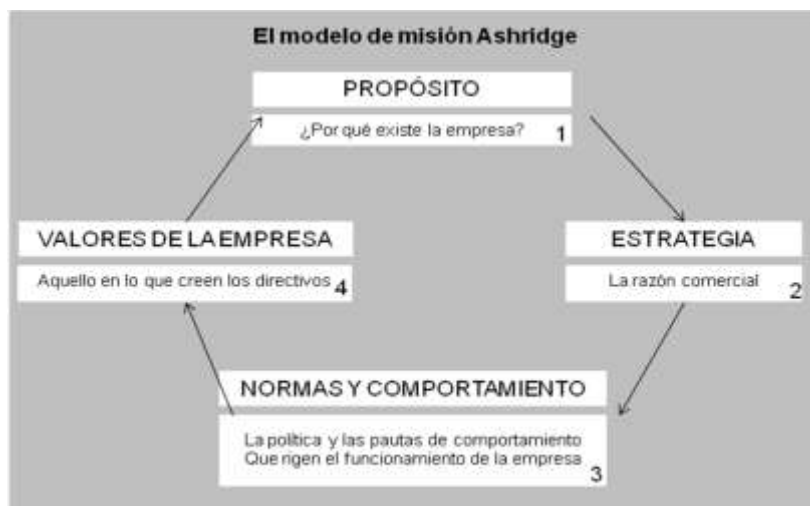 El modelo de misión Ashridge
PROPÓSITO
¿Por qué existe la empresa? 1
VALORES DE LA EMPRESA
ESTRATEGIA
Aquello en lo que creen los directivos 4
La razón comercial 2
NORMAS Y COMPORTAMIENTO
La política y las pautas de comportamiento
Que rigen el funcionamiento de la empresa 3